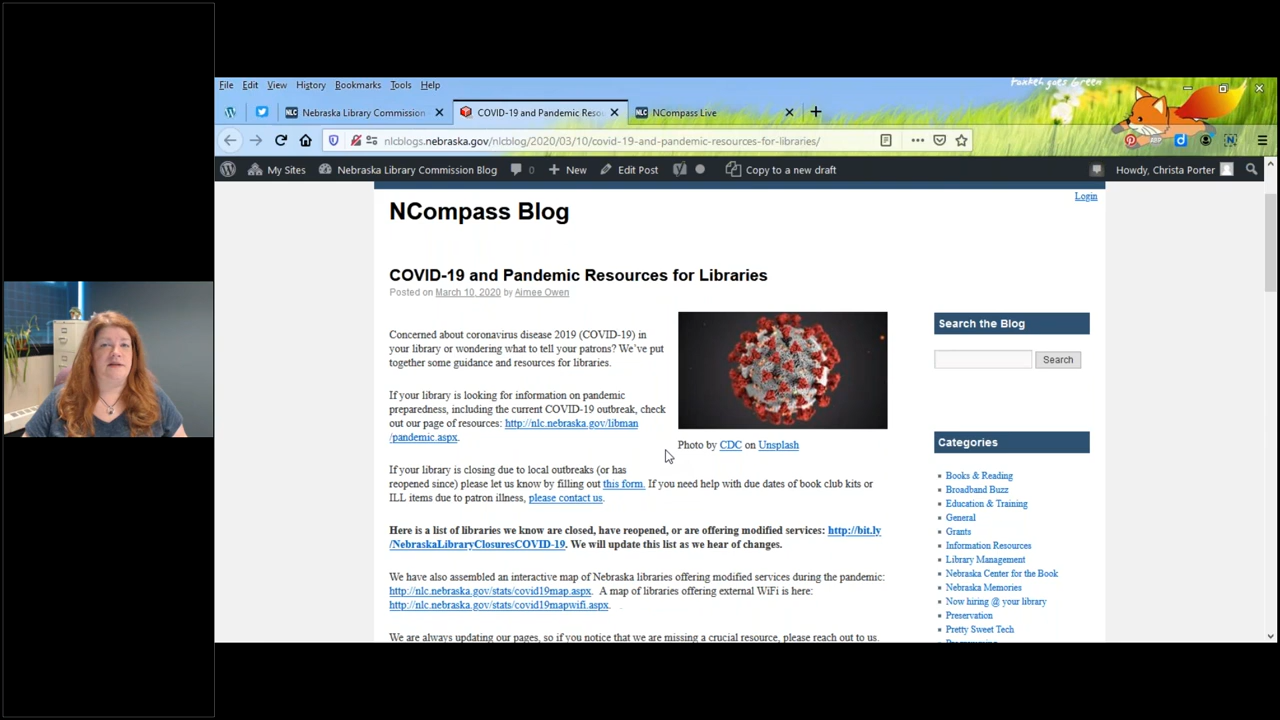 Foxkeh goes Green
File Edit View History Bookmarks Tools Help
Nebraska Library Commission
COVID-19 and Pandemic Reso
NCompass Live
nlcblogs.nebraska.gov/nlcblog/2020/03/10/covid-19-and-pandemic-resources-for-libraries/
My Sites Nebraska Library Commission Blog 0 New Edit Post Copy to a new draft Howdy, Christa Porter
Login
NCompass Blog
COVID-19 and Pandemic Resources for Libraries
Posted on March 10, 2020 by Aimee Owen
Concerned about coronavirus disease 2019 (COVID-19) in
your library or wondering what to tell your patrons? We've put
together some guidance and resources for libraries.
If your library is looking for information on pandemic
preparedness, including the current COVID-19 outbreak, check
out our page of resources: http://nlc.nebraska.gov/libman
/pandemic.aspx.
Photo by CDC on Unsplash
If your library is closing due to local outbreaks (or has
reopened since) please let us know by filling out this form. If you need help with due dates of book club kits or
ILL items due to patron illness, please contact us.
Here is a list of libraries we know are closed, have reopened, or are offering modified services: http://bit.ly
/NebraskaLibraryClosuresCOVID-19. We will update this list as we hear of changes.
We have also assembled an interactive map of Nebraska libraries offering modified services during the pandemic:
http://nlc.nebraska.gov/stats/covid19map.aspx. A map of libraries offering external WiFi is here:
http://nlc.nebraska.gov/stats/covid19mapwifi.aspx.
We are always updating our pages, so if you notice that we are missing a crucial resource, please reach out to us.
Search the Blog
Search
Categories
Books & Reading
Broadband Buzz
Education & Training
General
Grants
Information Resources
Library Management
Nebraska Center for the Book
Nebraska Memories
Now hiring @ your library
Preservation
Pretty Sweet Tech